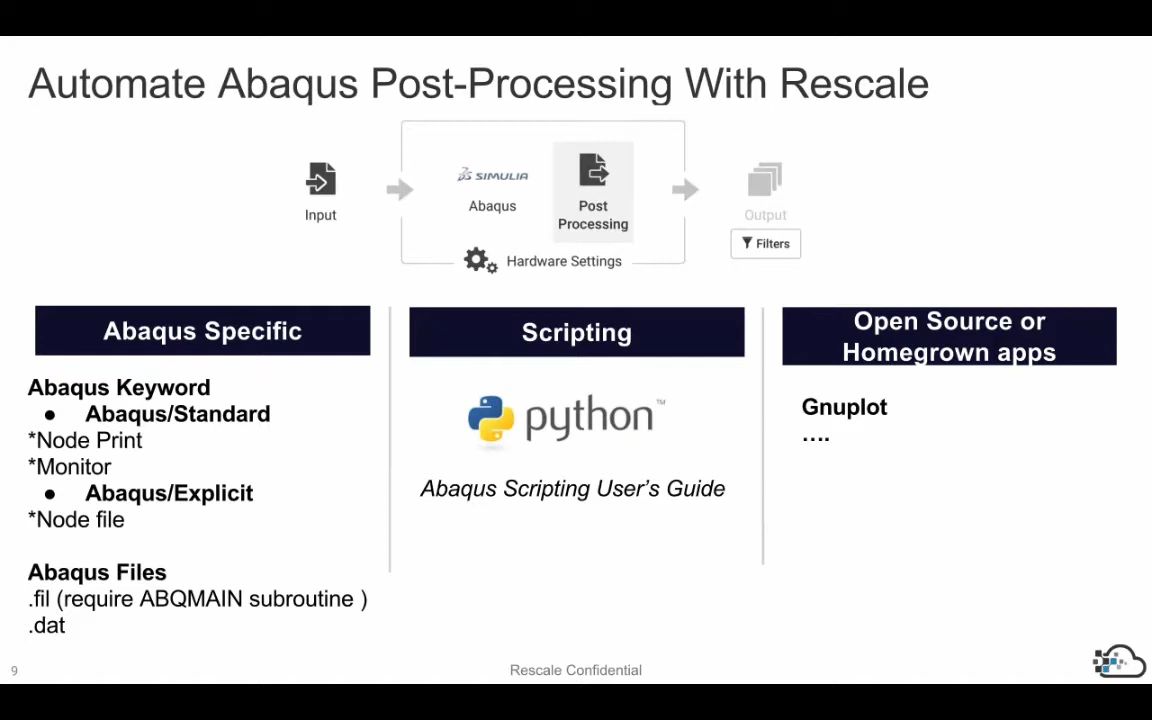 Automate Abaqus Post-Processing With Rescale
SIMULIA
Input
Abaqus
Post
Processing
Output
Filters
Hardware Settings
Abaqus Specific
Abaqus Keyword
● Abaqus/Standard
*Node Print
*Monitor
● Abaqus/Explicit
*Node file
Abaqus Files
.fil (require ABQMAIN subroutine )
.dat
Scripting
python™
Abaqus Scripting User’s Guide
Open Source or
Homegrown apps
Gnuplot
....
9
Rescale Confidential